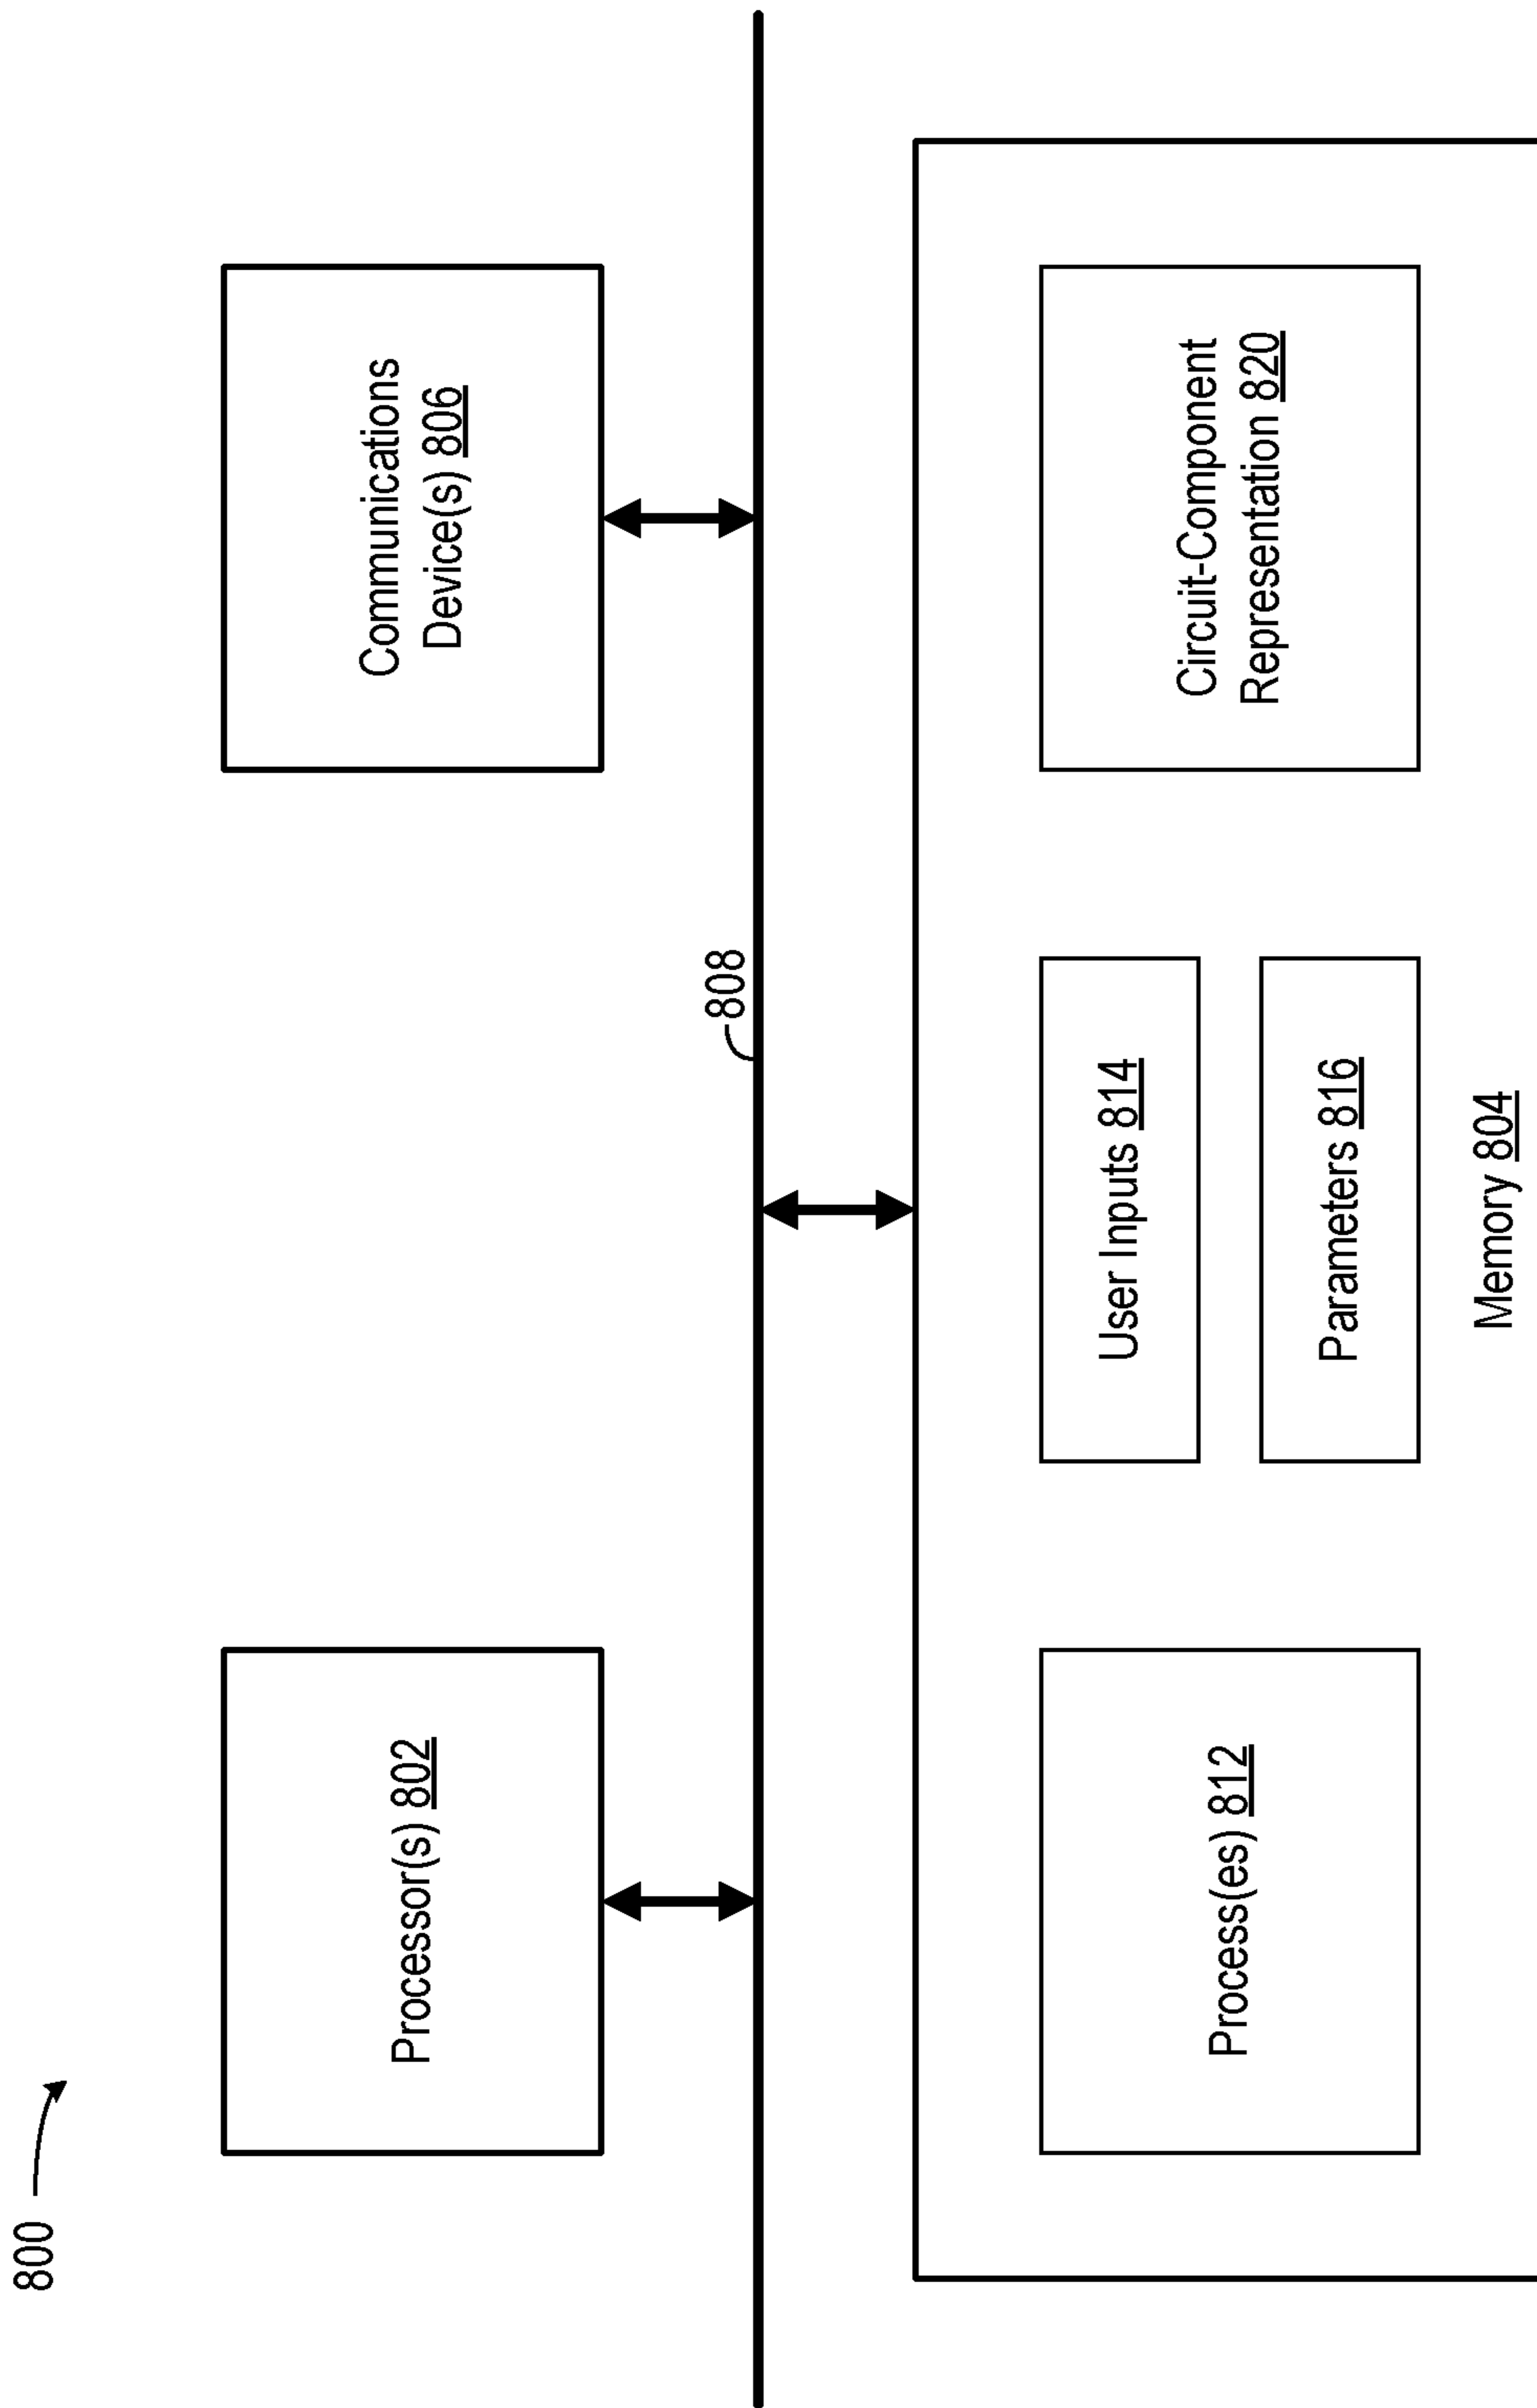 800
Processor(s) 802
Communications
Device(s) 806
808
Process(es) 812
User Inputs 814
Parameters 816
Circuit-Component
Representation 820
Memory 804